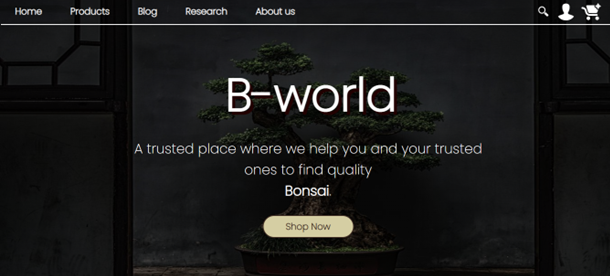 Home Products Blog Research About us
B-world
A trusted place where we help you and your trusted
ones to find quality
Bonsai.
Shop Now